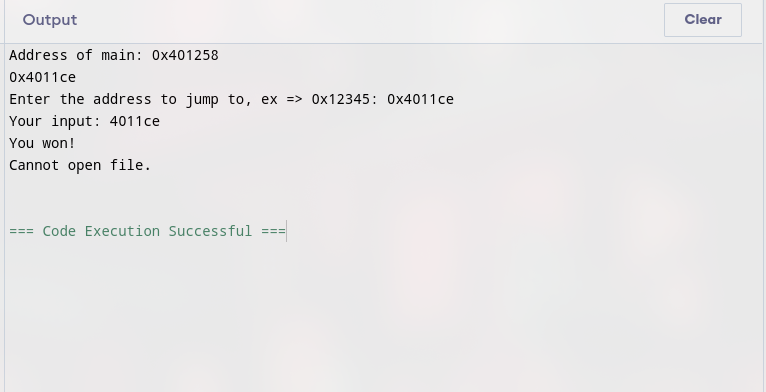 Output
Clear
Address of main: 0x401258
0x4011ce
Enter the address to jump to, ex => 0x12345: 0x4011ce
Your input: 4011ce
You won!
Cannot open file.
=== Code Execution Successful ===